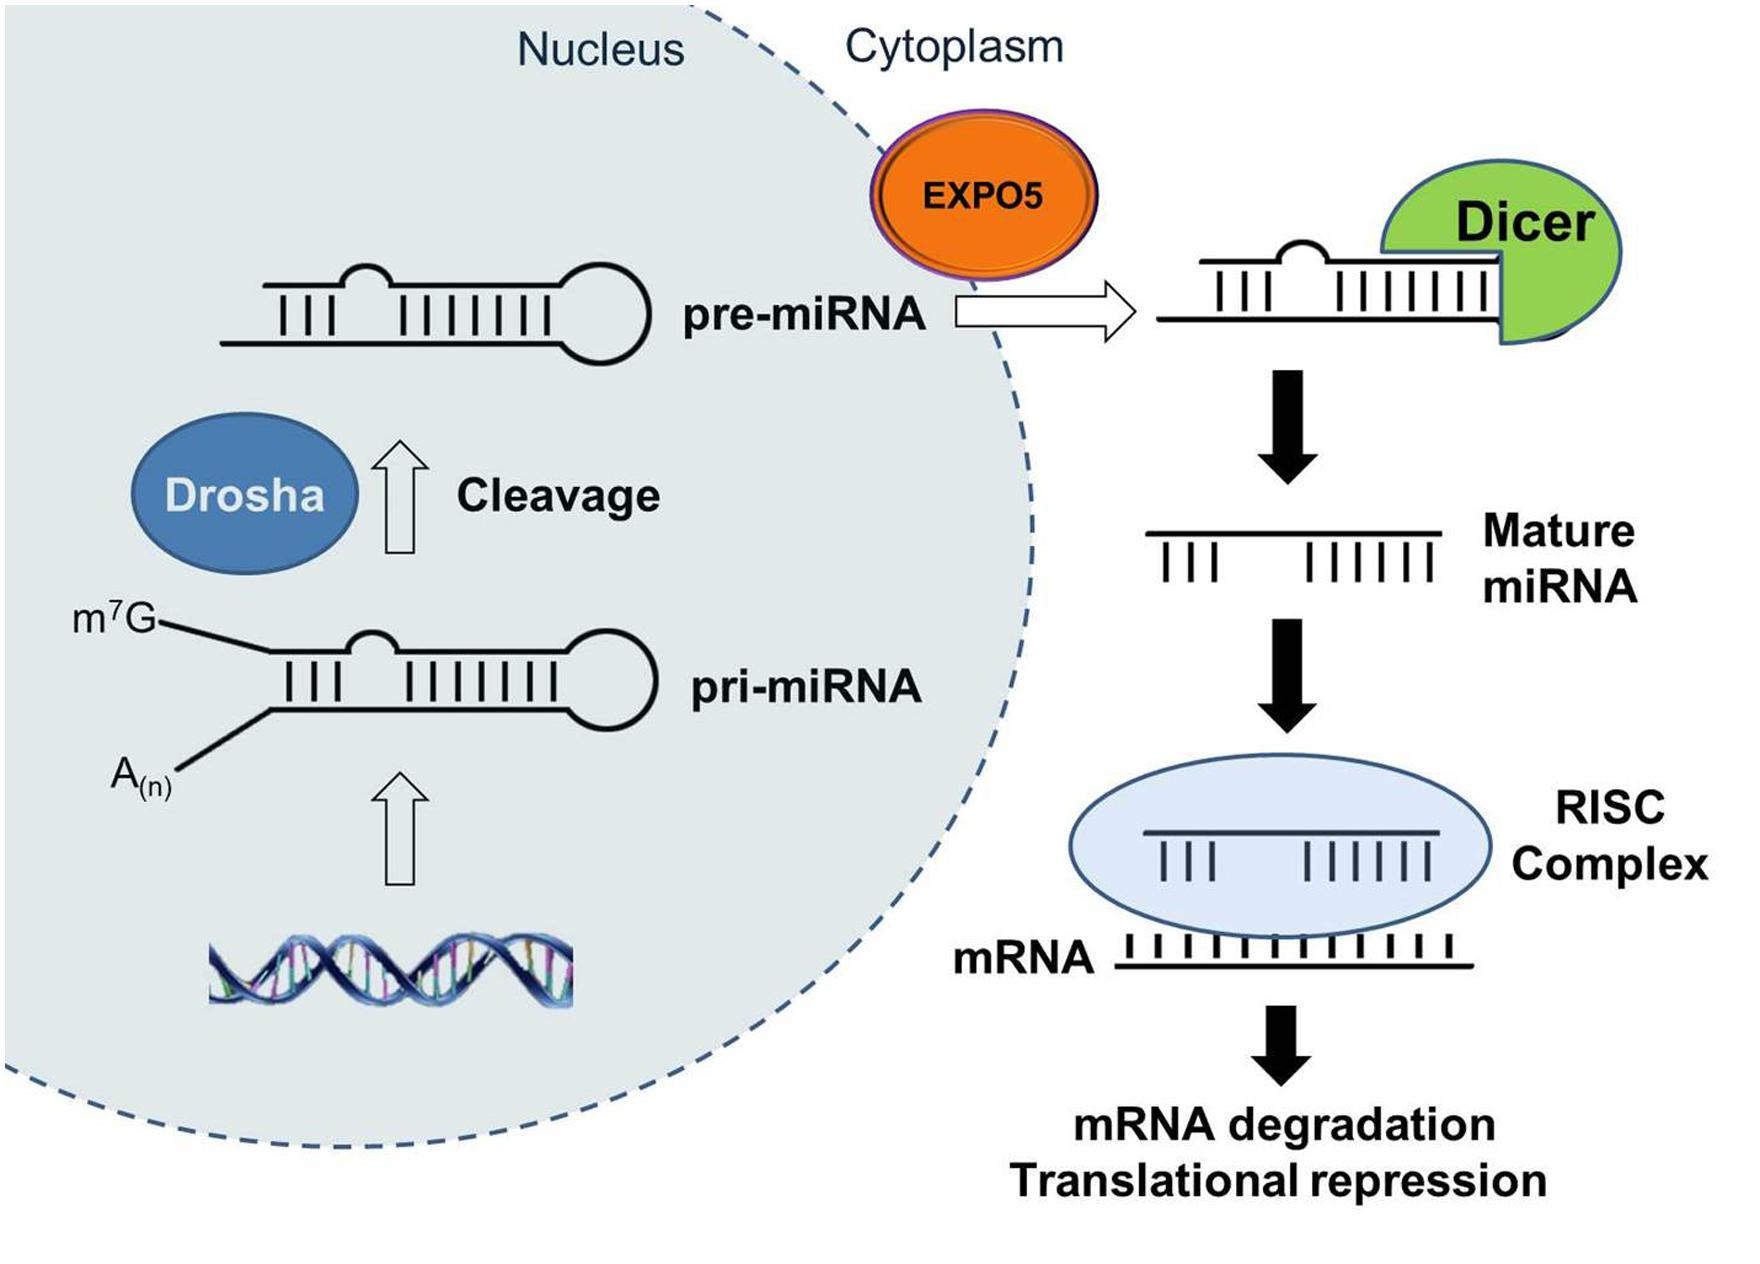 Nucleus
Cytoplasm
EXPO5
Dicer
pre-miRNA
Drosha
Cleavage
m⁷G
pri-miRNA
A(n)
Mature
miRNA
RISC
Complex
mRNA
mRNA degradation
Translational repression